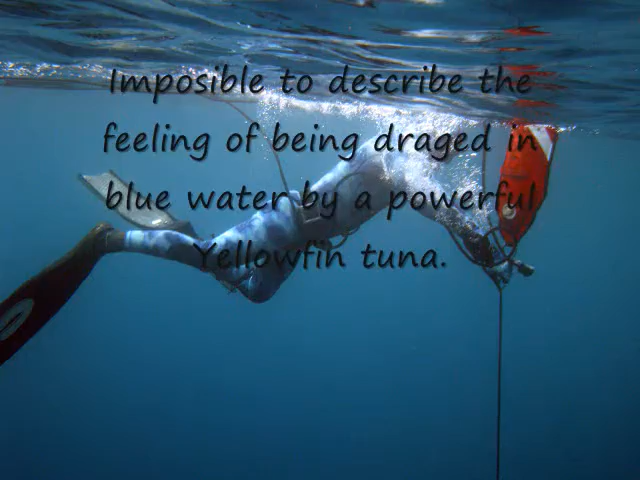 Imposible to describe the
feeling of being draged in
blue water by a powerful
Yellowfin tuna.